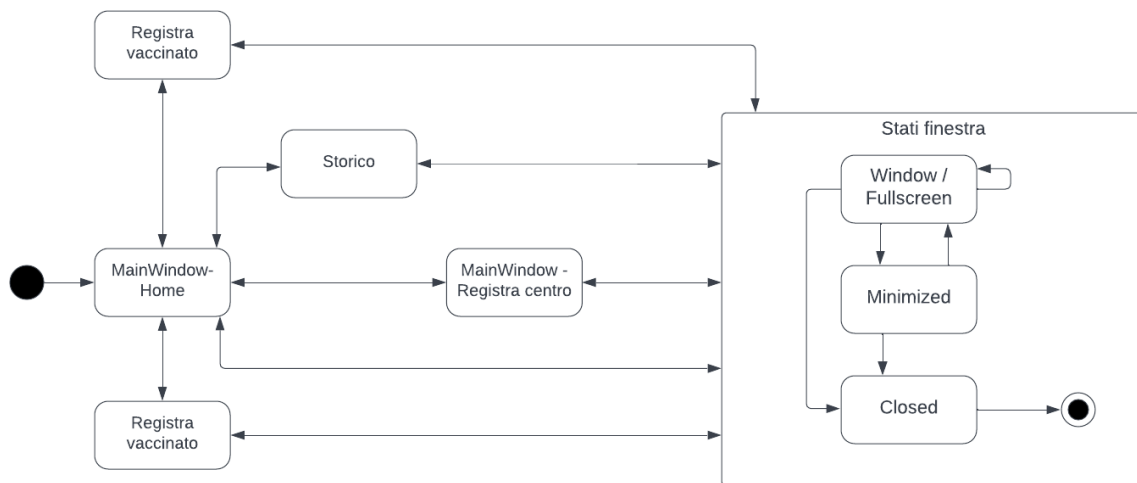 Registra
vaccinato
Stati finestra
Storico
Window /
Fullscreen
MainWindow-
Home
MainWindow -
Registra centro
Minimized
Registra
vaccinato
Closed